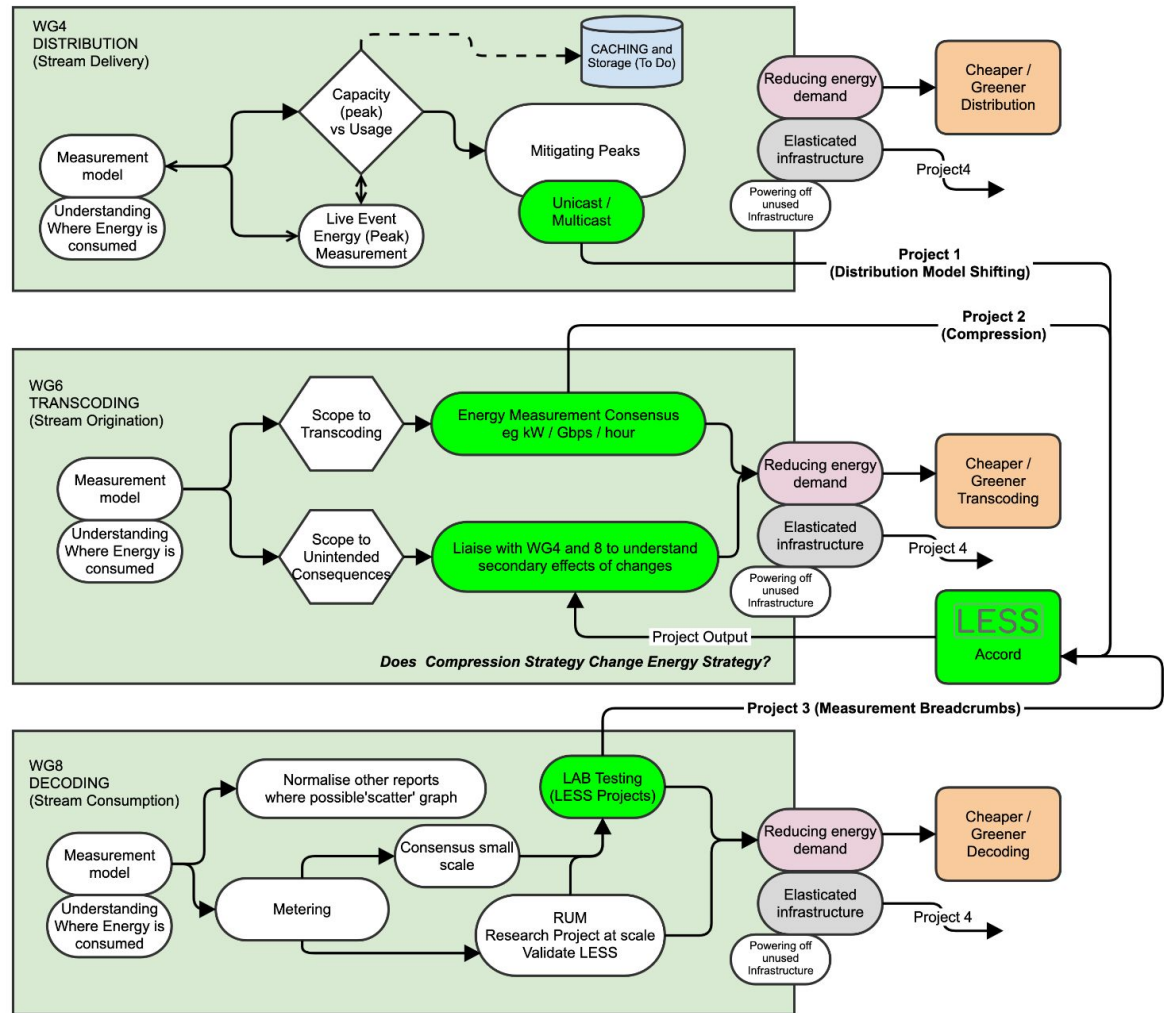 WG4
DISTRIBUTION
(Stream Delivery)
CACHING and
Storage (To Do)
Capacity
(peak)
vs Usage
Measurement
model
Understanding
Where Energy is
consumed
Live Event
Energy (Peak)
Measurement
Mitigating Peaks
Unicast /
Multicast
Reducing energy
demand
Elasticated
infrastructure
Powering off
unused
Infrastructure
Cheaper /
Greener
Distribution
Project4
Project 1
(Distribution Model Shifting)
Project 2
(Compression)
WG6
TRANSCODING
(Stream Origination)
Scope to
Transcoding
Energy Measurement Consensus
eg kW / Gbps / hour
Measurement
model
Understanding
Where Energy is
consumed
Scope to
Unintended
Consequences
Liaise with WG4 and 8 to understand
secondary effects of changes
Reducing energy
demand
Elasticated
infrastructure
Powering off
unused
Infrastructure
Cheaper /
Greener
Transcoding
Project 4
LESS
Accord
Project Output
Does Compression Strategy Change Energy Strategy?
Project 3 (Measurement Breadcrumbs)
WG8
DECODING
(Stream Consumption)
Normalise other reports
where possible'scatter' graph
LAB Testing
(LESS Projects)
Measurement
model
Understanding
Where Energy is
consumed
Consensus small
scale
Metering
RUM
Research Project at scale
Validate LESS
Reducing energy
demand
Elasticated
infrastructure
Powering off
unused
Infrastructure
Cheaper /
Greener
Decoding
Project 4